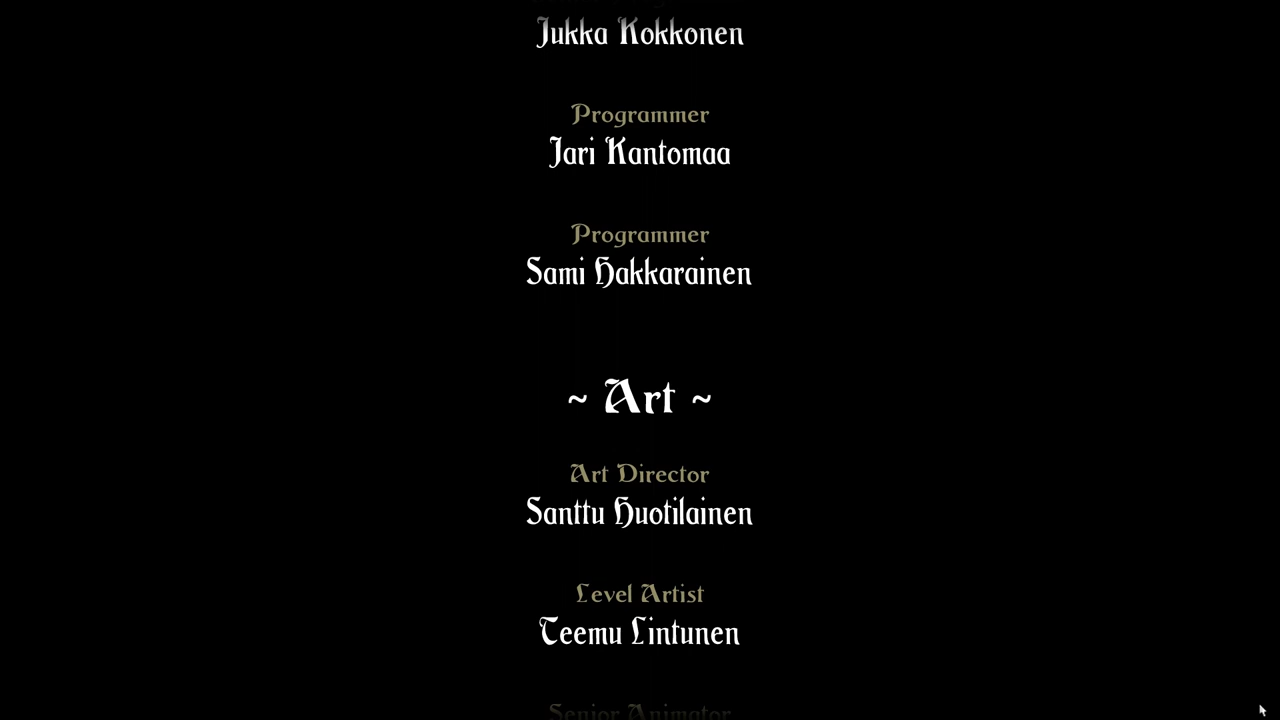 Jukka Kokkonen
Programmer
Jari Kantomaa
Programmer
Sami Hakkarainen
~ Art ~
Art Director
Santtu Huotilainen
Level Artist
Teemu Lintunen
Senior Animator